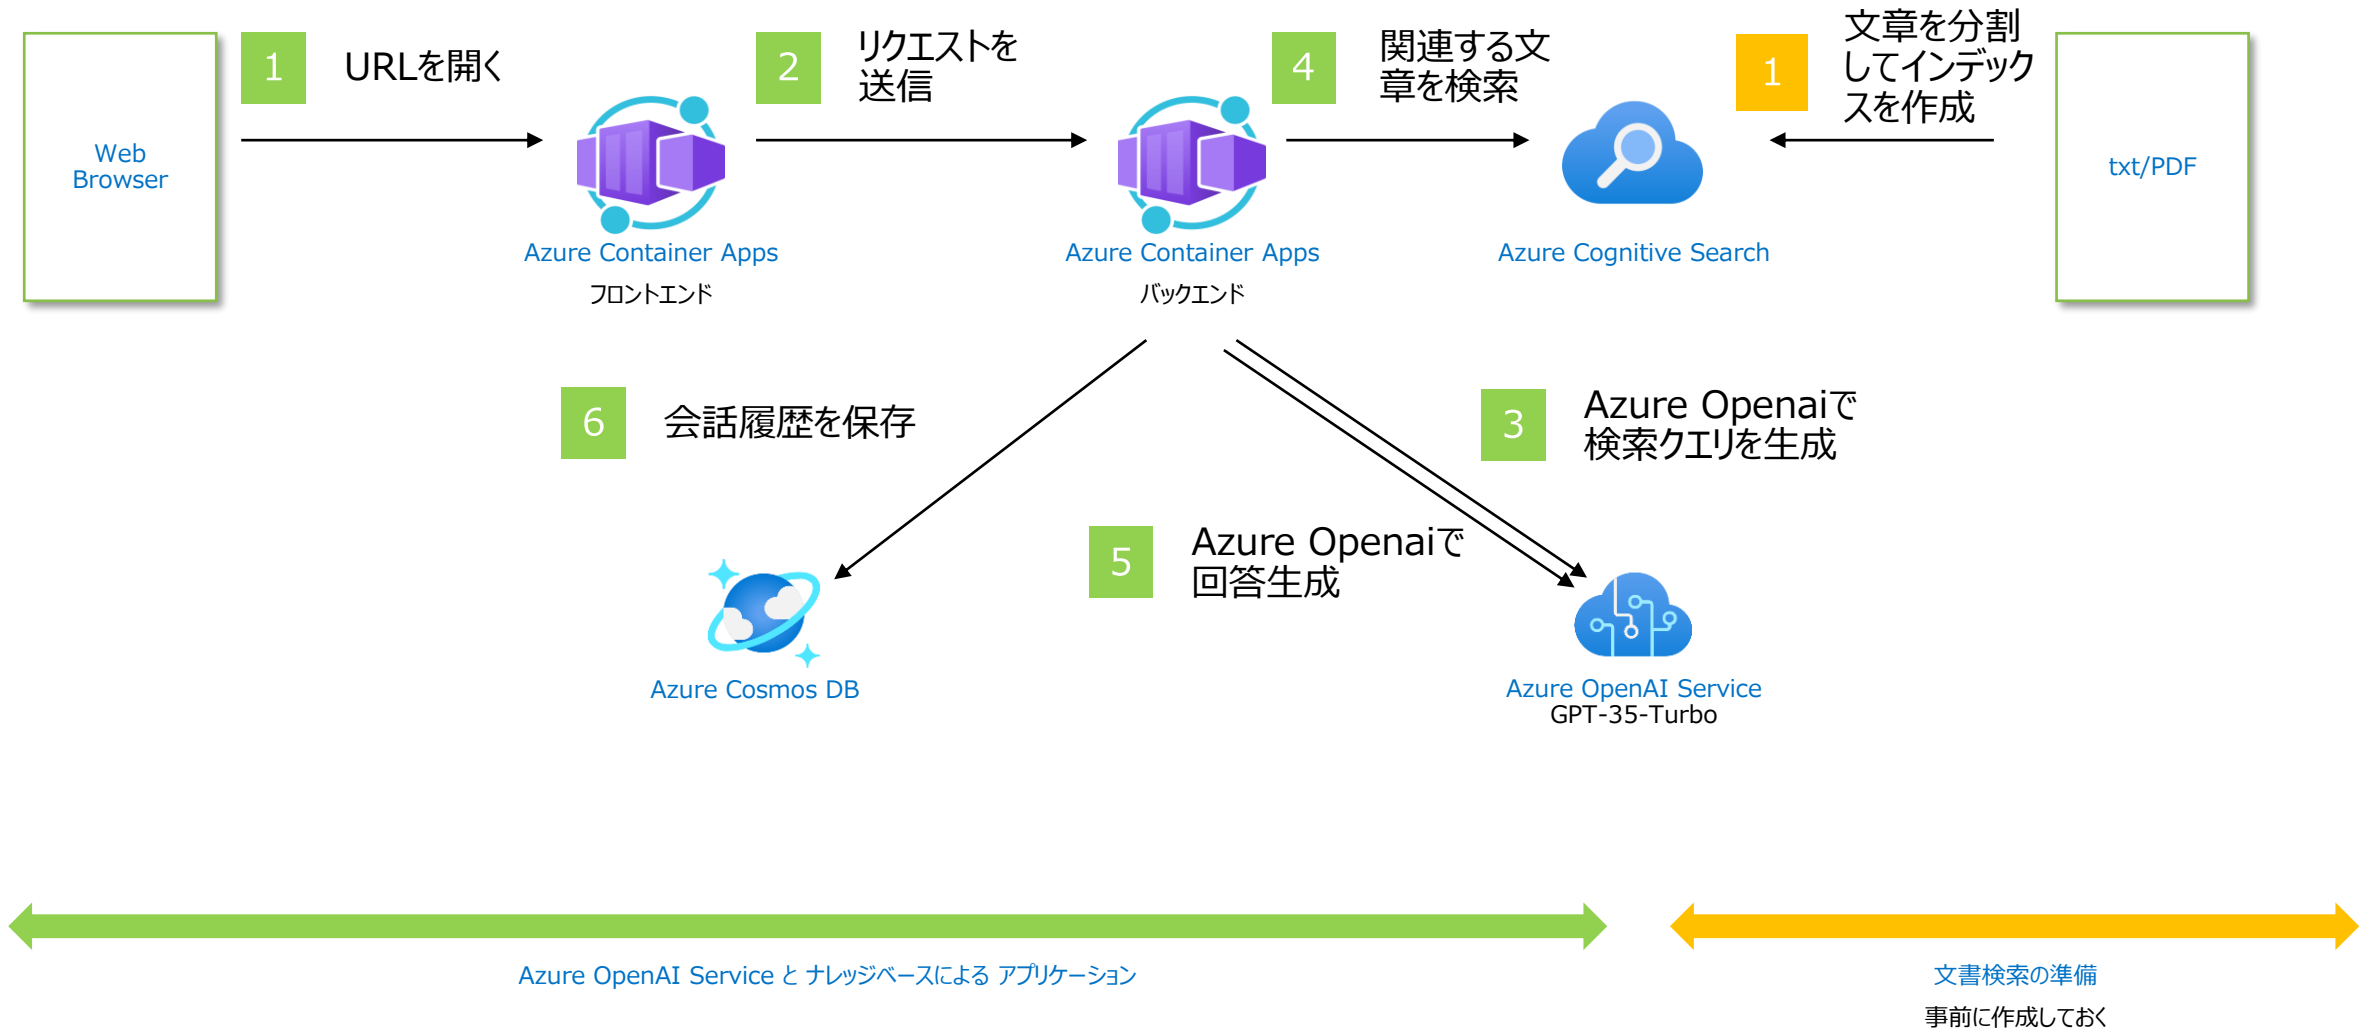 Web
Browser
1
URLを開く
Azure Container Apps
フロントエンド
2
リクエストを
送信
Azure Container Apps
バックエンド
4
関連する文
章を検索
Azure Cognitive Search
1
文章を分割
してインデック
スを作成
txt/PDF
6
会話履歴を保存
Azure Cosmos DB
5
Azure Openaiで
回答生成
3
Azure Openaiで
検索クエリを生成
Azure OpenAI Service
GPT-35-Turbo
Azure OpenAI Service と ナレッジベースによる アプリケーション
文書検索の準備
事前に作成しておく